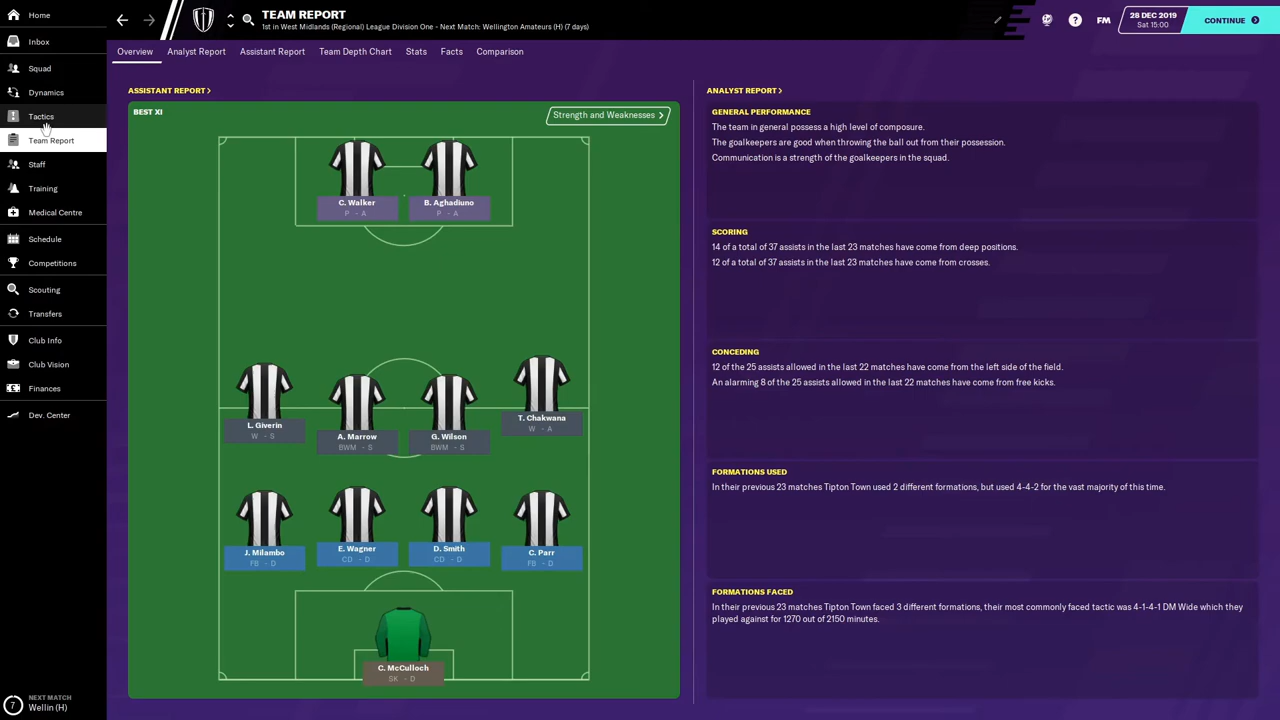 Home
Inbox
Squad
Dynamics
Tactics
Team Report
Staff
Training
Medical Centre
Schedule
Competitions
Scouting
Transfers
Club Info
Club Vision
Finances
Dev. Center
7
NEXT MATCH
Wellin (H)
TEAM REPORT
1st in West Midlands (Regional) League Division One - Next Match: Wellington Amateurs (H) (7 days)
?
FM
28 DEC 2019
Sat 15:00
CONTINUE
Overview
Analyst Report
Assistant Report
Team Depth Chart
Stats
Facts
Comparison
ASSISTANT REPORT >
BEST XI
Strength and Weaknesses >
C. Walker
P - A
B. Aghadiuno
P - A
L. Giverin
W - S
A. Marrow
BWM - S
G. Wilson
BWM - S
T. Chakwana
W - A
J. Milambo
FB - D
E. Wagner
CD - D
D. Smith
CD - D
C. Parr
FB - D
C. McCulloch
SK - D
ANALYST REPORT >
GENERAL PERFORMANCE
The team in general possess a high level of composure.
The goalkeepers are good when throwing the ball out from their possession.
Communication is a strength of the goalkeepers in the squad.
SCORING
14 of a total of 37 assists in the last 23 matches have come from deep positions.
12 of a total of 37 assists in the last 23 matches have come from crosses.
CONCEDING
12 of the 25 assists allowed in the last 22 matches have come from the left side of the field.
An alarming 8 of the 25 assists allowed in the last 22 matches have come from free kicks.
FORMATIONS USED
In their previous 23 matches Tipton Town used 2 different formations, but used 4-4-2 for the vast majority of this time.
FORMATIONS FACED
In their previous 23 matches Tipton Town faced 3 different formations, their most commonly faced tactic was 4-1-4-1 DM Wide which they
played against for 1270 out of 2150 minutes.